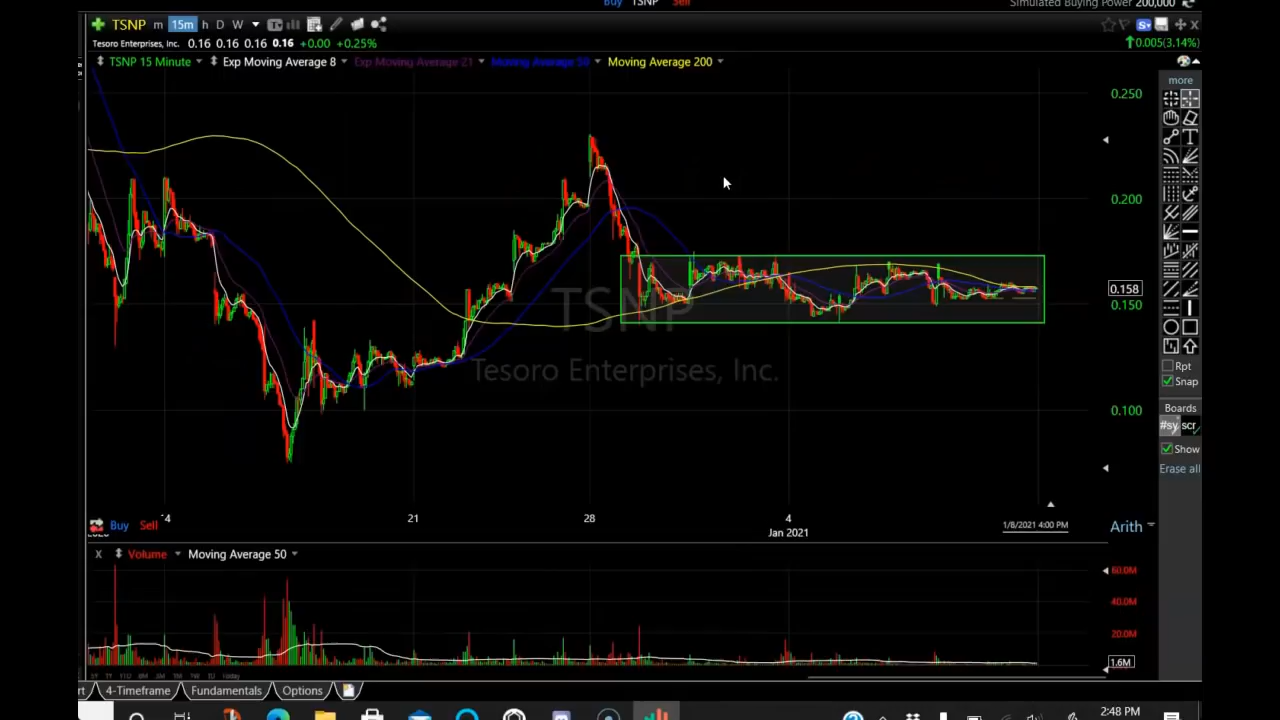 Buy TSNP Sell
Simulated Buying Power 200,000
TSNP m 15m h D W
Tesoro Enterprises, Inc. 0.16 0.16 0.16 0.16 +0.00 +0.25%
0.005(3.14%)
TSNP 15 Minute Exp Moving Average 8 Exp Moving Average 21 Moving Average 50 Moving Average 200
more
0.250
0.200
0.158
0.150
0.100
TSNP
Tesoro Enterprises, Inc.
Rpt
Snap
Boards
#sy scr
Show
Erase all
Buy Sell
21 28 4
Jan 2021
1/8/2021 4:00 PM
Arith
X Volume Moving Average 50
60.0M
40.0M
20.0M
1.6M
Today
4-Timeframe Fundamentals Options
2:48 PM